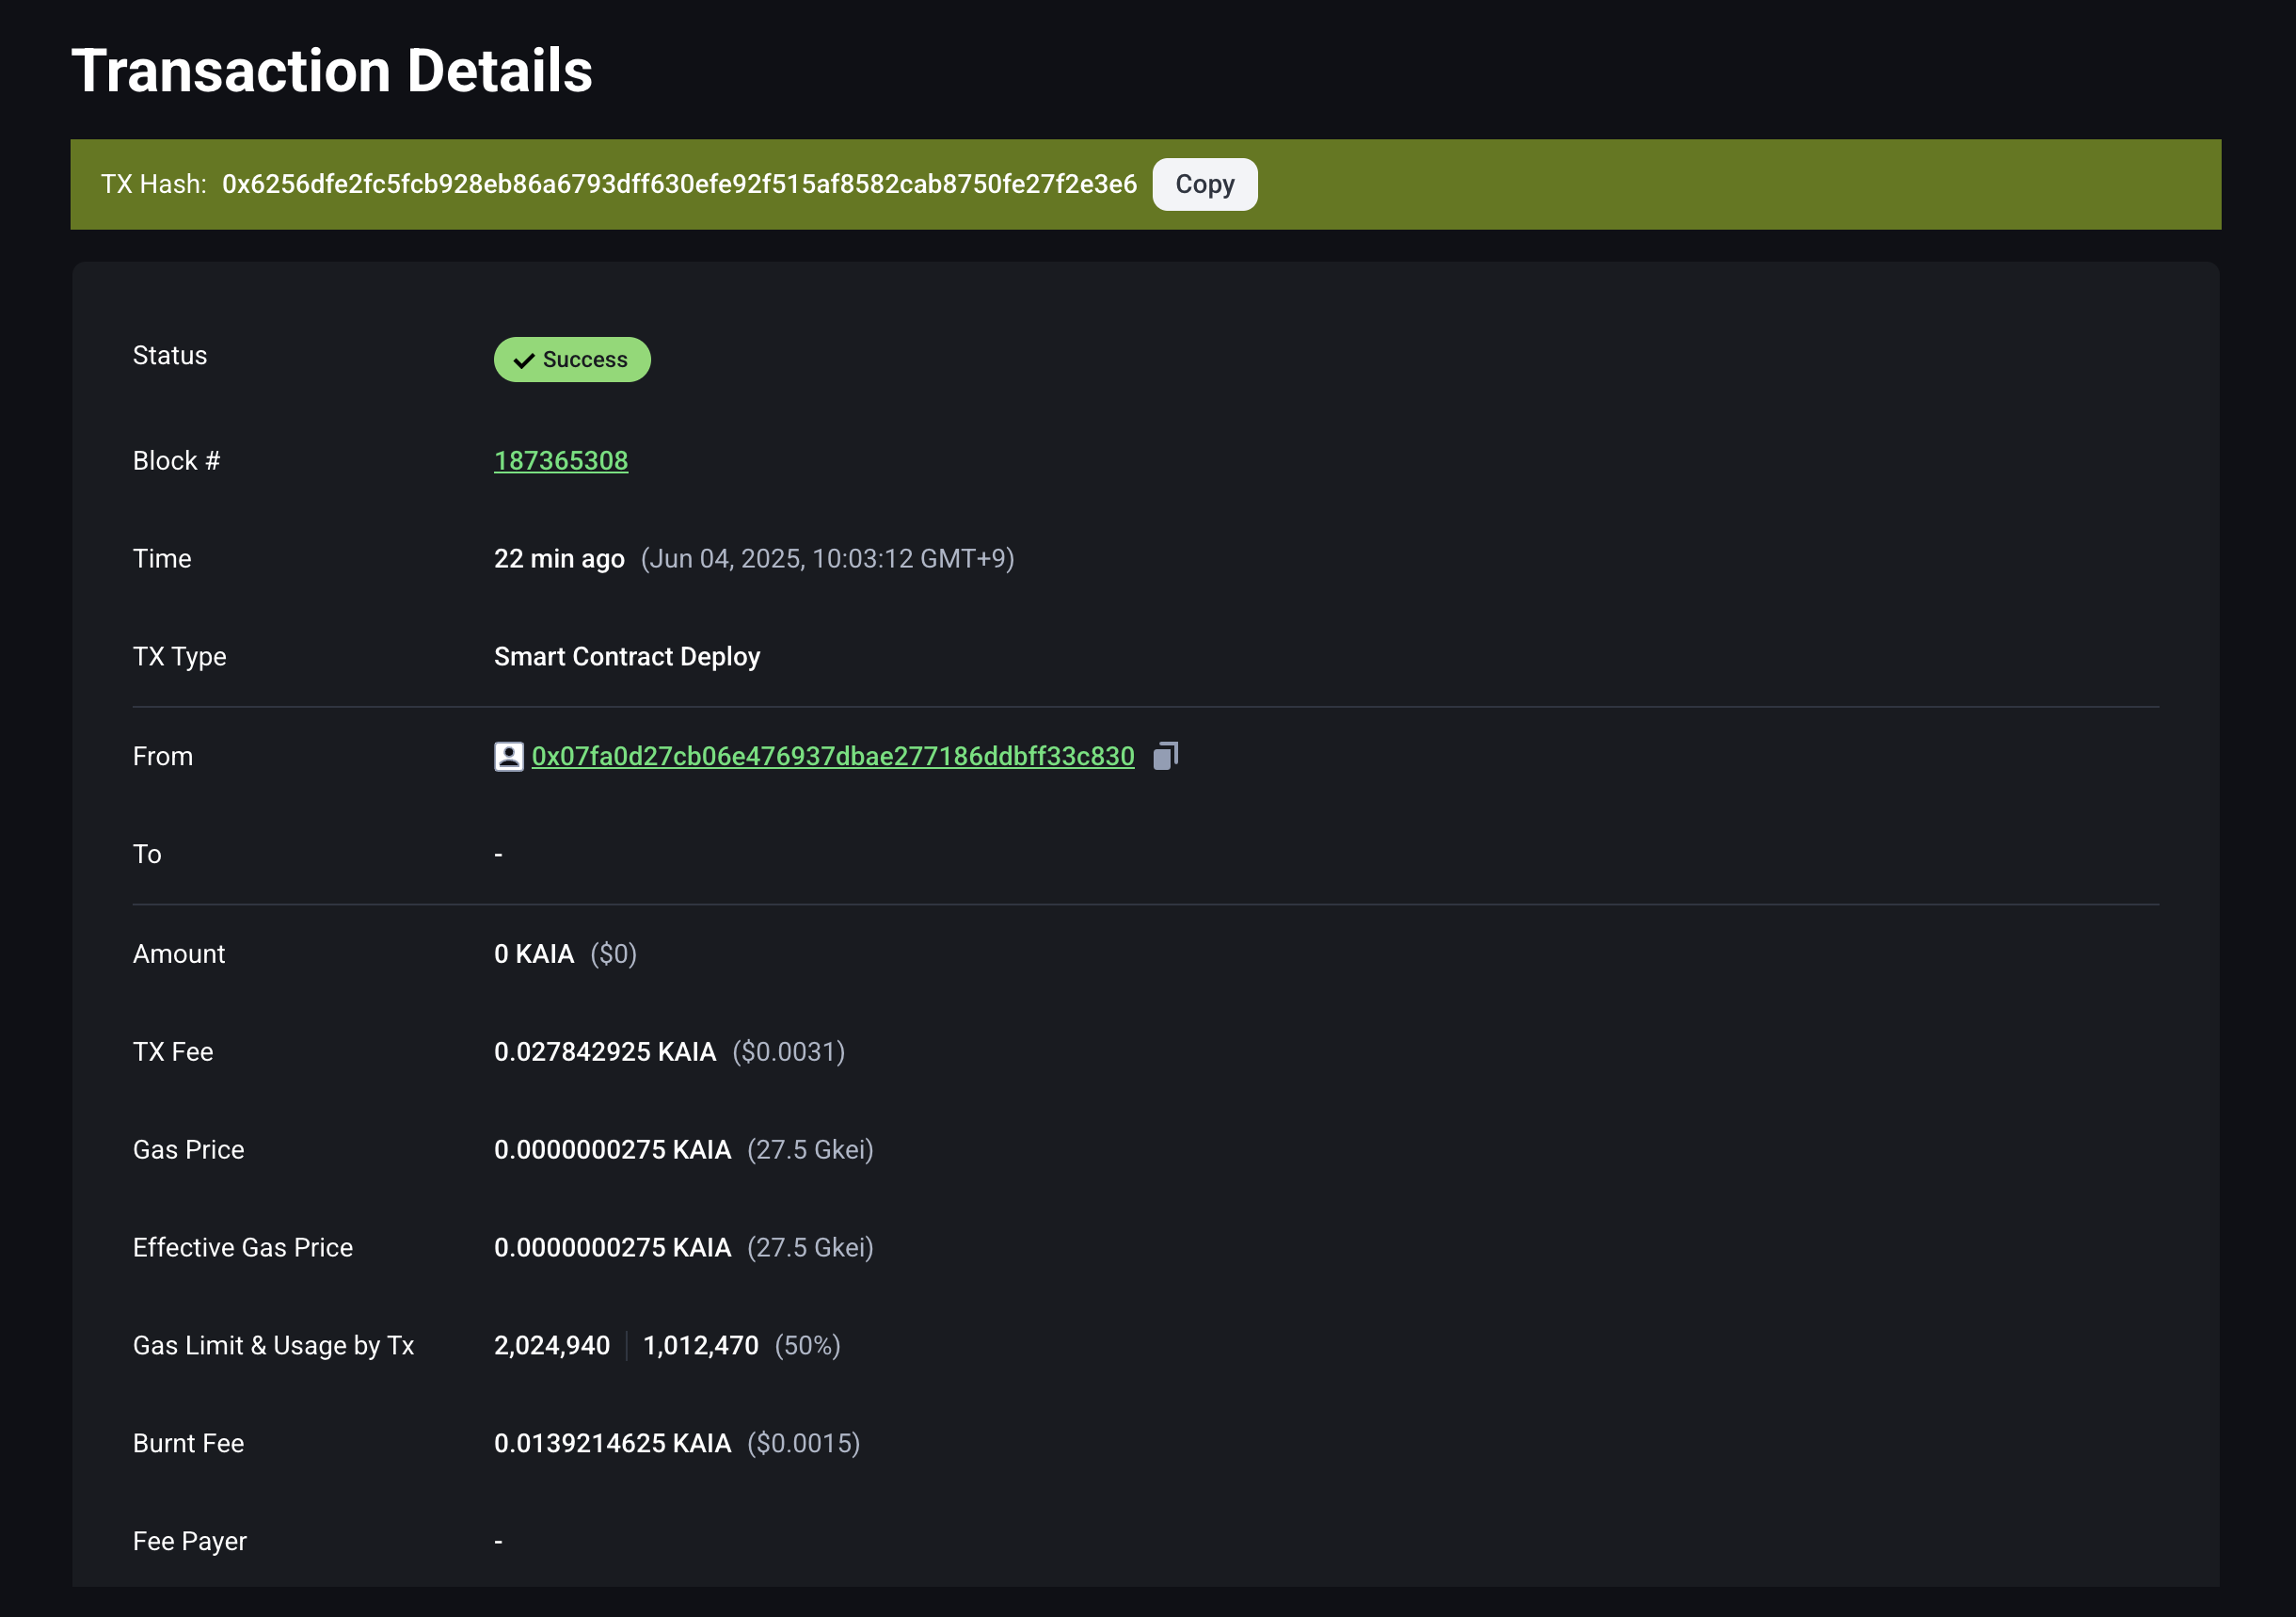 Transaction Details
TX Hash: 0x6256dfe2fc5fcb928eb86a6793dff630efe92f515af8582cab8750fe27f2e3e6 Copy
Status Success
Block # 187365308
Time 22 min ago (Jun 04, 2025, 10:03:12 GMT+9)
TX Type Smart Contract Deploy
From 0x07fa0d27cb06e476937dbae277186ddbff33c830
To -
Amount 0 KAIA ($0)
TX Fee 0.027842925 KAIA ($0.0031)
Gas Price 0.0000000275 KAIA (27.5 Gkei)
Effective Gas Price 0.0000000275 KAIA (27.5 Gkei)
Gas Limit & Usage by Tx 2,024,940 | 1,012,470 (50%)
Burnt Fee 0.0139214625 KAIA ($0.0015)
Fee Payer -